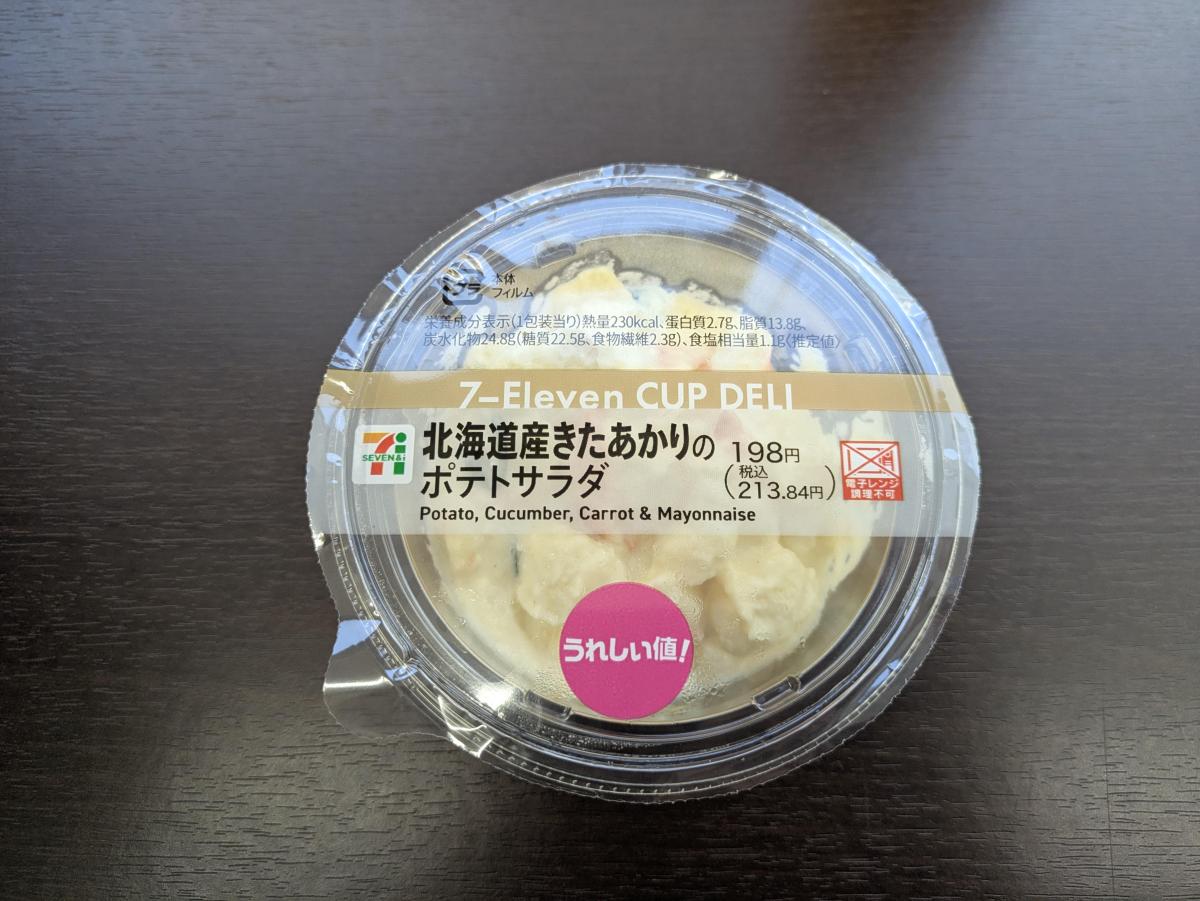 プラ
本体
フィルム
栄養成分表示(1包装当り)熱量230kcal、蛋白質2.7g、脂質13.8g、
炭水化物24.8g(糖質22.5g、食物繊維2.3g)、食塩相当量1.1g〈推定値〉
7-Eleven CUP DELI
SEVEN&i
北海道産きたあかりの
ポテトサラダ
198円
(税込
213.84円)
電子レンジ
調理不可
Potato, Cucumber, Carrot & Mayonnaise
うれしい値!